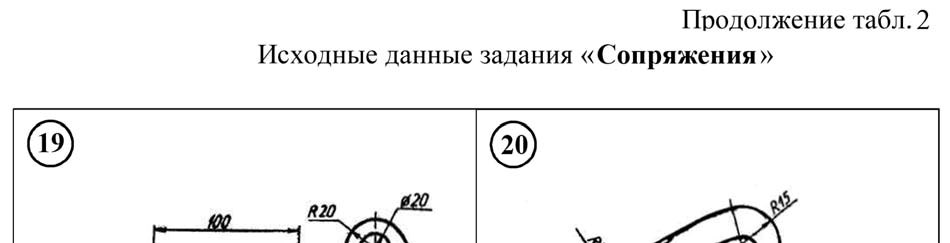 Продолжение табл. 2
Исходные данные задания «Сопряжения»
19
20
100
R20
ø20
R15